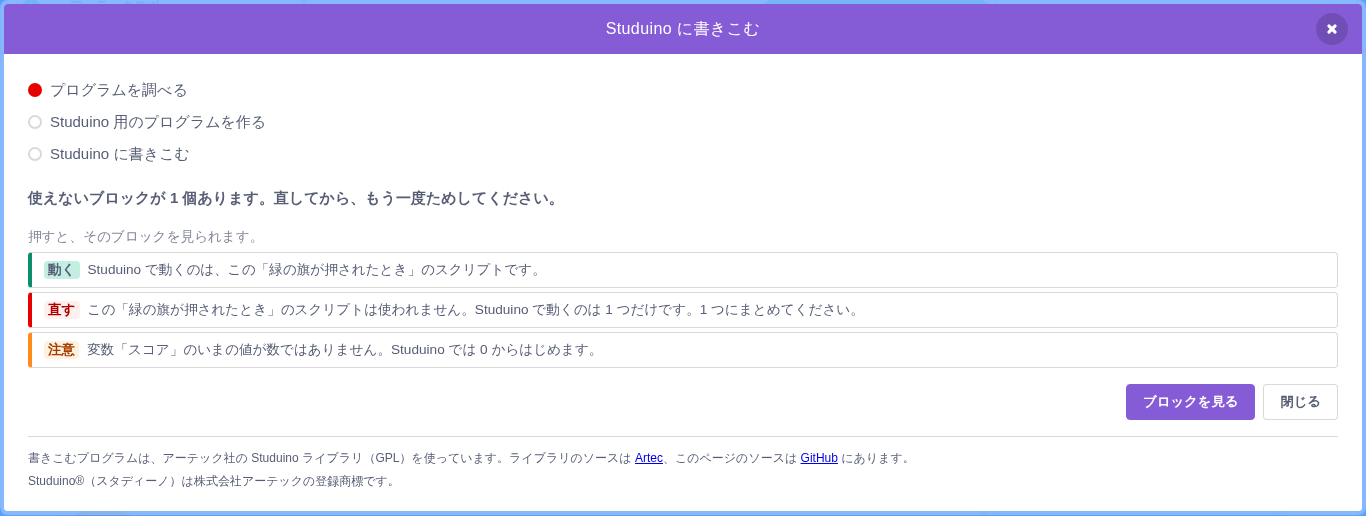 Studuino に書きこむ
プログラムを調べる
Studuino 用のプログラムを作る
Studuino に書きこむ
使えないブロックが 1 個あります。直してから、もう一度ためしてください。
押すと、そのブロックを見られます。
動く Studuino で動くのは、この「緑の旗が押されたとき」のスクリプトです。
直す この「緑の旗が押されたとき」のスクリプトは使われません。Studuino で動くのは 1 つだけです。1 つにまとめてください。
注意 変数「スコア」のいまの値が数ではありません。Studuino では 0 からはじめます。
ブロックを見る 閉じる
書きこむプログラムは、アーテック社の Studuino ライブラリ（GPL）を使っています。ライブラリのソースは Artec、このページのソースは GitHub にあります。
Studuino®（スタディーノ）は株式会社アーテックの登録商標です。